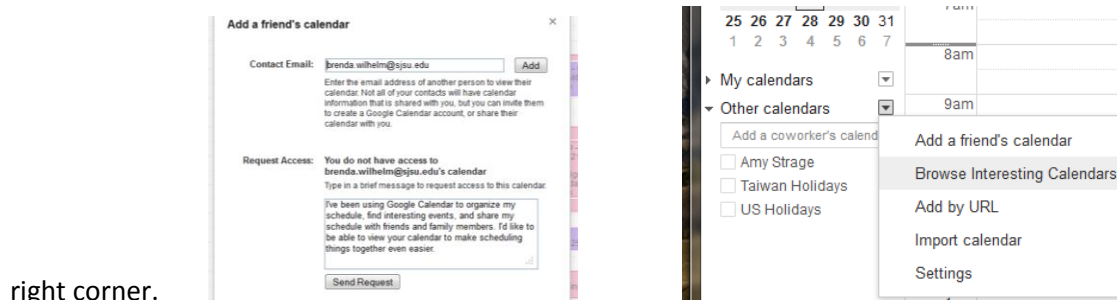 Add a friend's calendar ×
Contact Email: brenda.wilhelm@sjsu.edu Add
Enter the email address of another person to view their
calendar. Not all of your contacts will have calendar
information that is shared with you, but you can invite them
to create a Google Calendar account, or share their
calendar with you.
Request Access: You do not have access to
brenda.wilhelm@sjsu.edu's calendar
Type in a brief message to request access to this calendar.
I've been using Google Calendar to organize my
schedule, find interesting events, and share my
schedule with friends and family members. I'd like to
be able to view your calendar to make scheduling
things together even easier.
Send Request
right corner.
7am
25 26 27 28 29 30 31
1 2 3 4 5 6 7
8am
My calendars
Other calendars
9am
Add a coworker's calend
Amy Strage
Taiwan Holidays
US Holidays
Add a friend's calendar
Browse Interesting Calendars
Add by URL
Import calendar
Settings